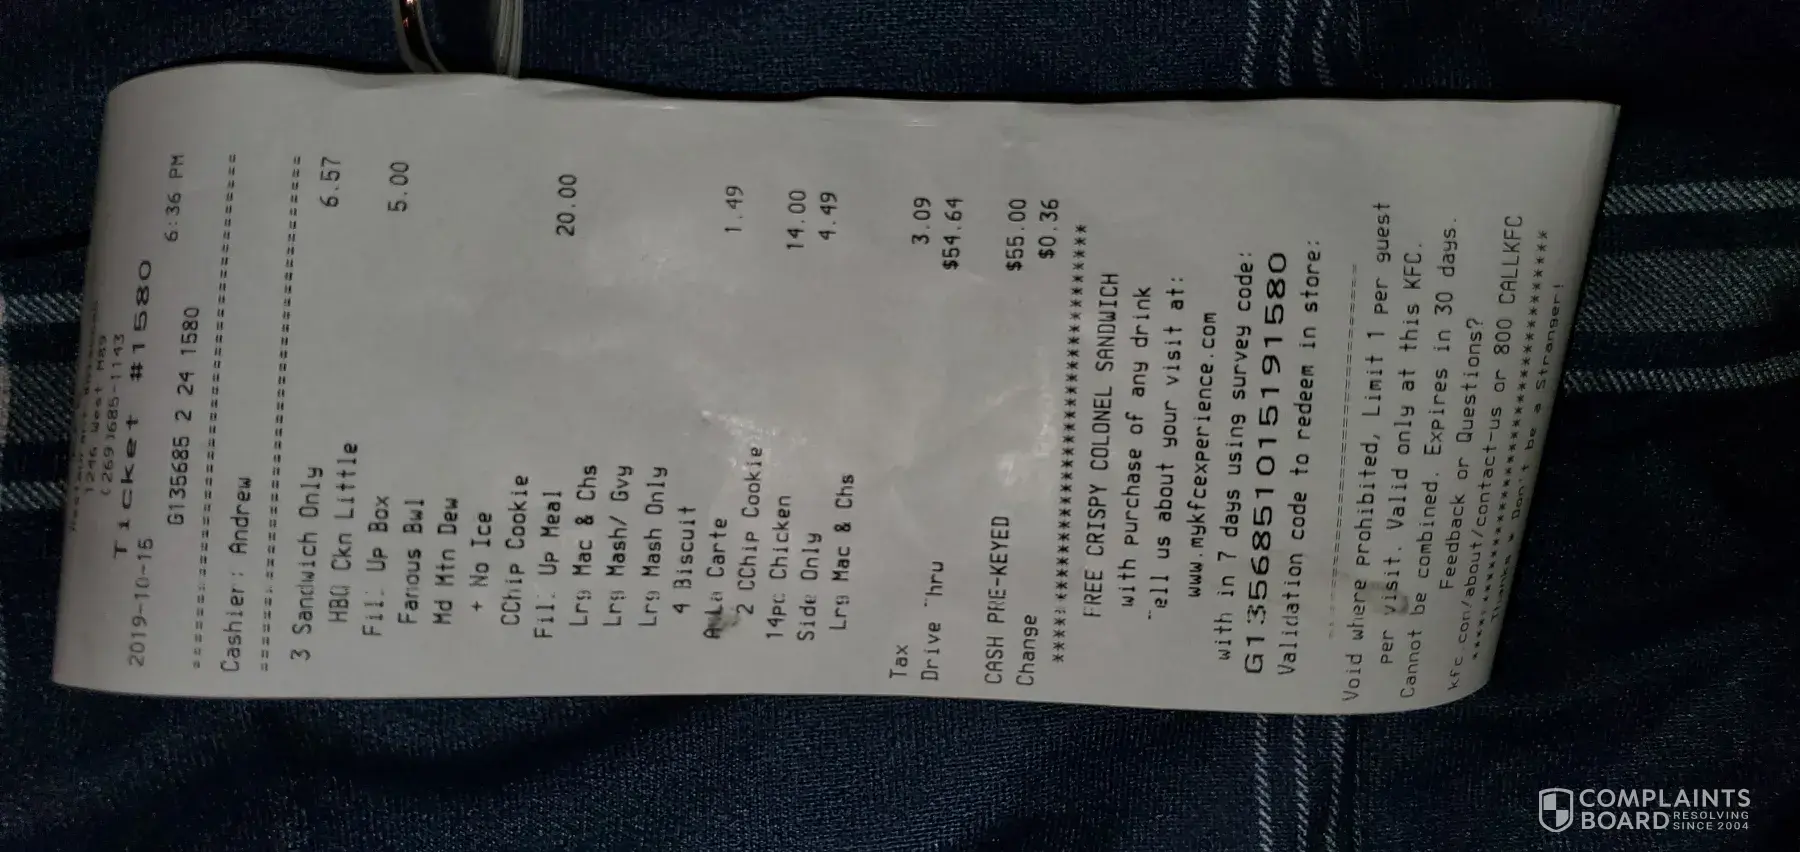 1246 West M89
(269)685-1143
Ticket #1580
2019-10-15 6:36 PM
G135685 2 24 1580
Cashier: Andrew
3 Sandwich Only
HBQ Ckn Little 6.57
Fill Up Box 5.00
Famous Bwl
Md Mtn Dew
+ No Ice
CChip Cookie
Fill Up Meal 20.00
Lrg Mac & Chs
Lrg Mash/ Gvy
Lrg Mash Only
4 Biscuit
A La Carte
2 CChip Cookie 1.49
14pc Chicken 14.00
Side Only 4.49
Lrg Mac & Chs
Tax 3.09
Drive Thru $54.64
CASH PRE-KEYED $55.00
Change $0.36
****************************************
FREE CRISPY COLONEL SANDWICH
with purchase of any drink
Tell us about your visit at:
www.mykfcexperience.com
with in 7 days using survey code:
G13568510151911580
Validation code to redeem in store:
Void where prohibited, Limit 1 per guest
per visit. Valid only at this KFC.
Cannot be combined. Expires in 30 days.
Feedback or Questions?
kfc.com/about/contact-us or 800 CALLKFC
****************************************
Thanks & Don't be a Stranger!
COMPLAINTS
BOARD RESOLVING
SINCE 2004